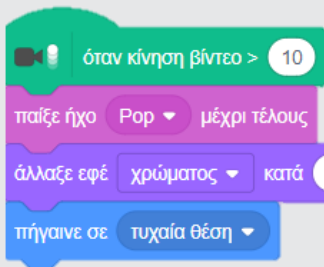 όταν κίνηση βίντεο > 10
παίξε ήχο Pop μέχρι τέλους
άλλαξε εφέ χρώματος κατά
πήγαινε σε τυχαία θέση